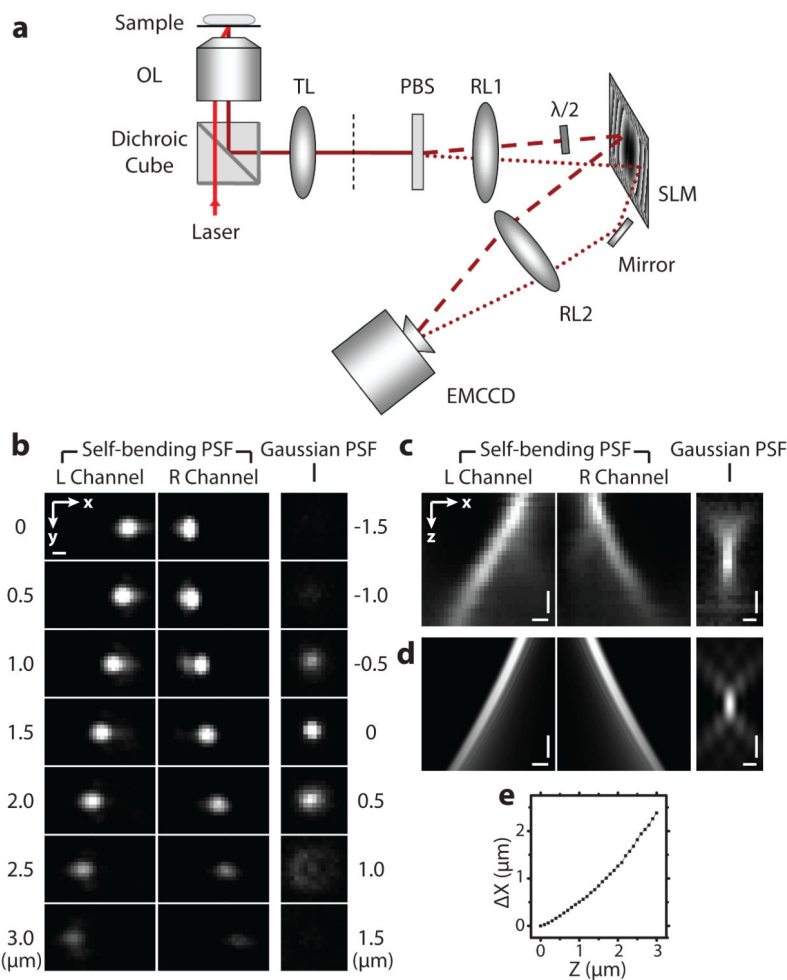 a
Sample
OL
TL
PBS
RL1
λ/2
Dichroic
Cube
SLM
Laser
Mirror
RL2
EMCCD
b
Self-bending PSF
Gaussian PSF
L Channel
R Channel
0
x
y
-1.5
0.5
-1.0
1.0
-0.5
1.5
0
2.0
0.5
2.5
1.0
3.0
1.5
(μm)
(μm)
c
Self-bending PSF
Gaussian PSF
L Channel
R Channel
x
z
d
e
ΔX (μm)
2
1
0
0
1
2
3
Z (μm)